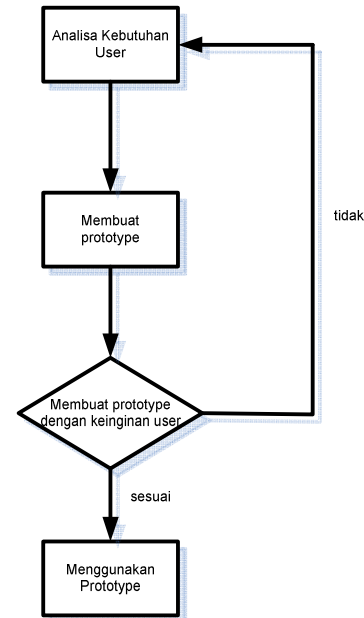 Analisa Kebutuhan
User
tidak
Membuat
prototype
Membuat prototype
dengan keinginan user
sesuai
Menggunakan
Prototype